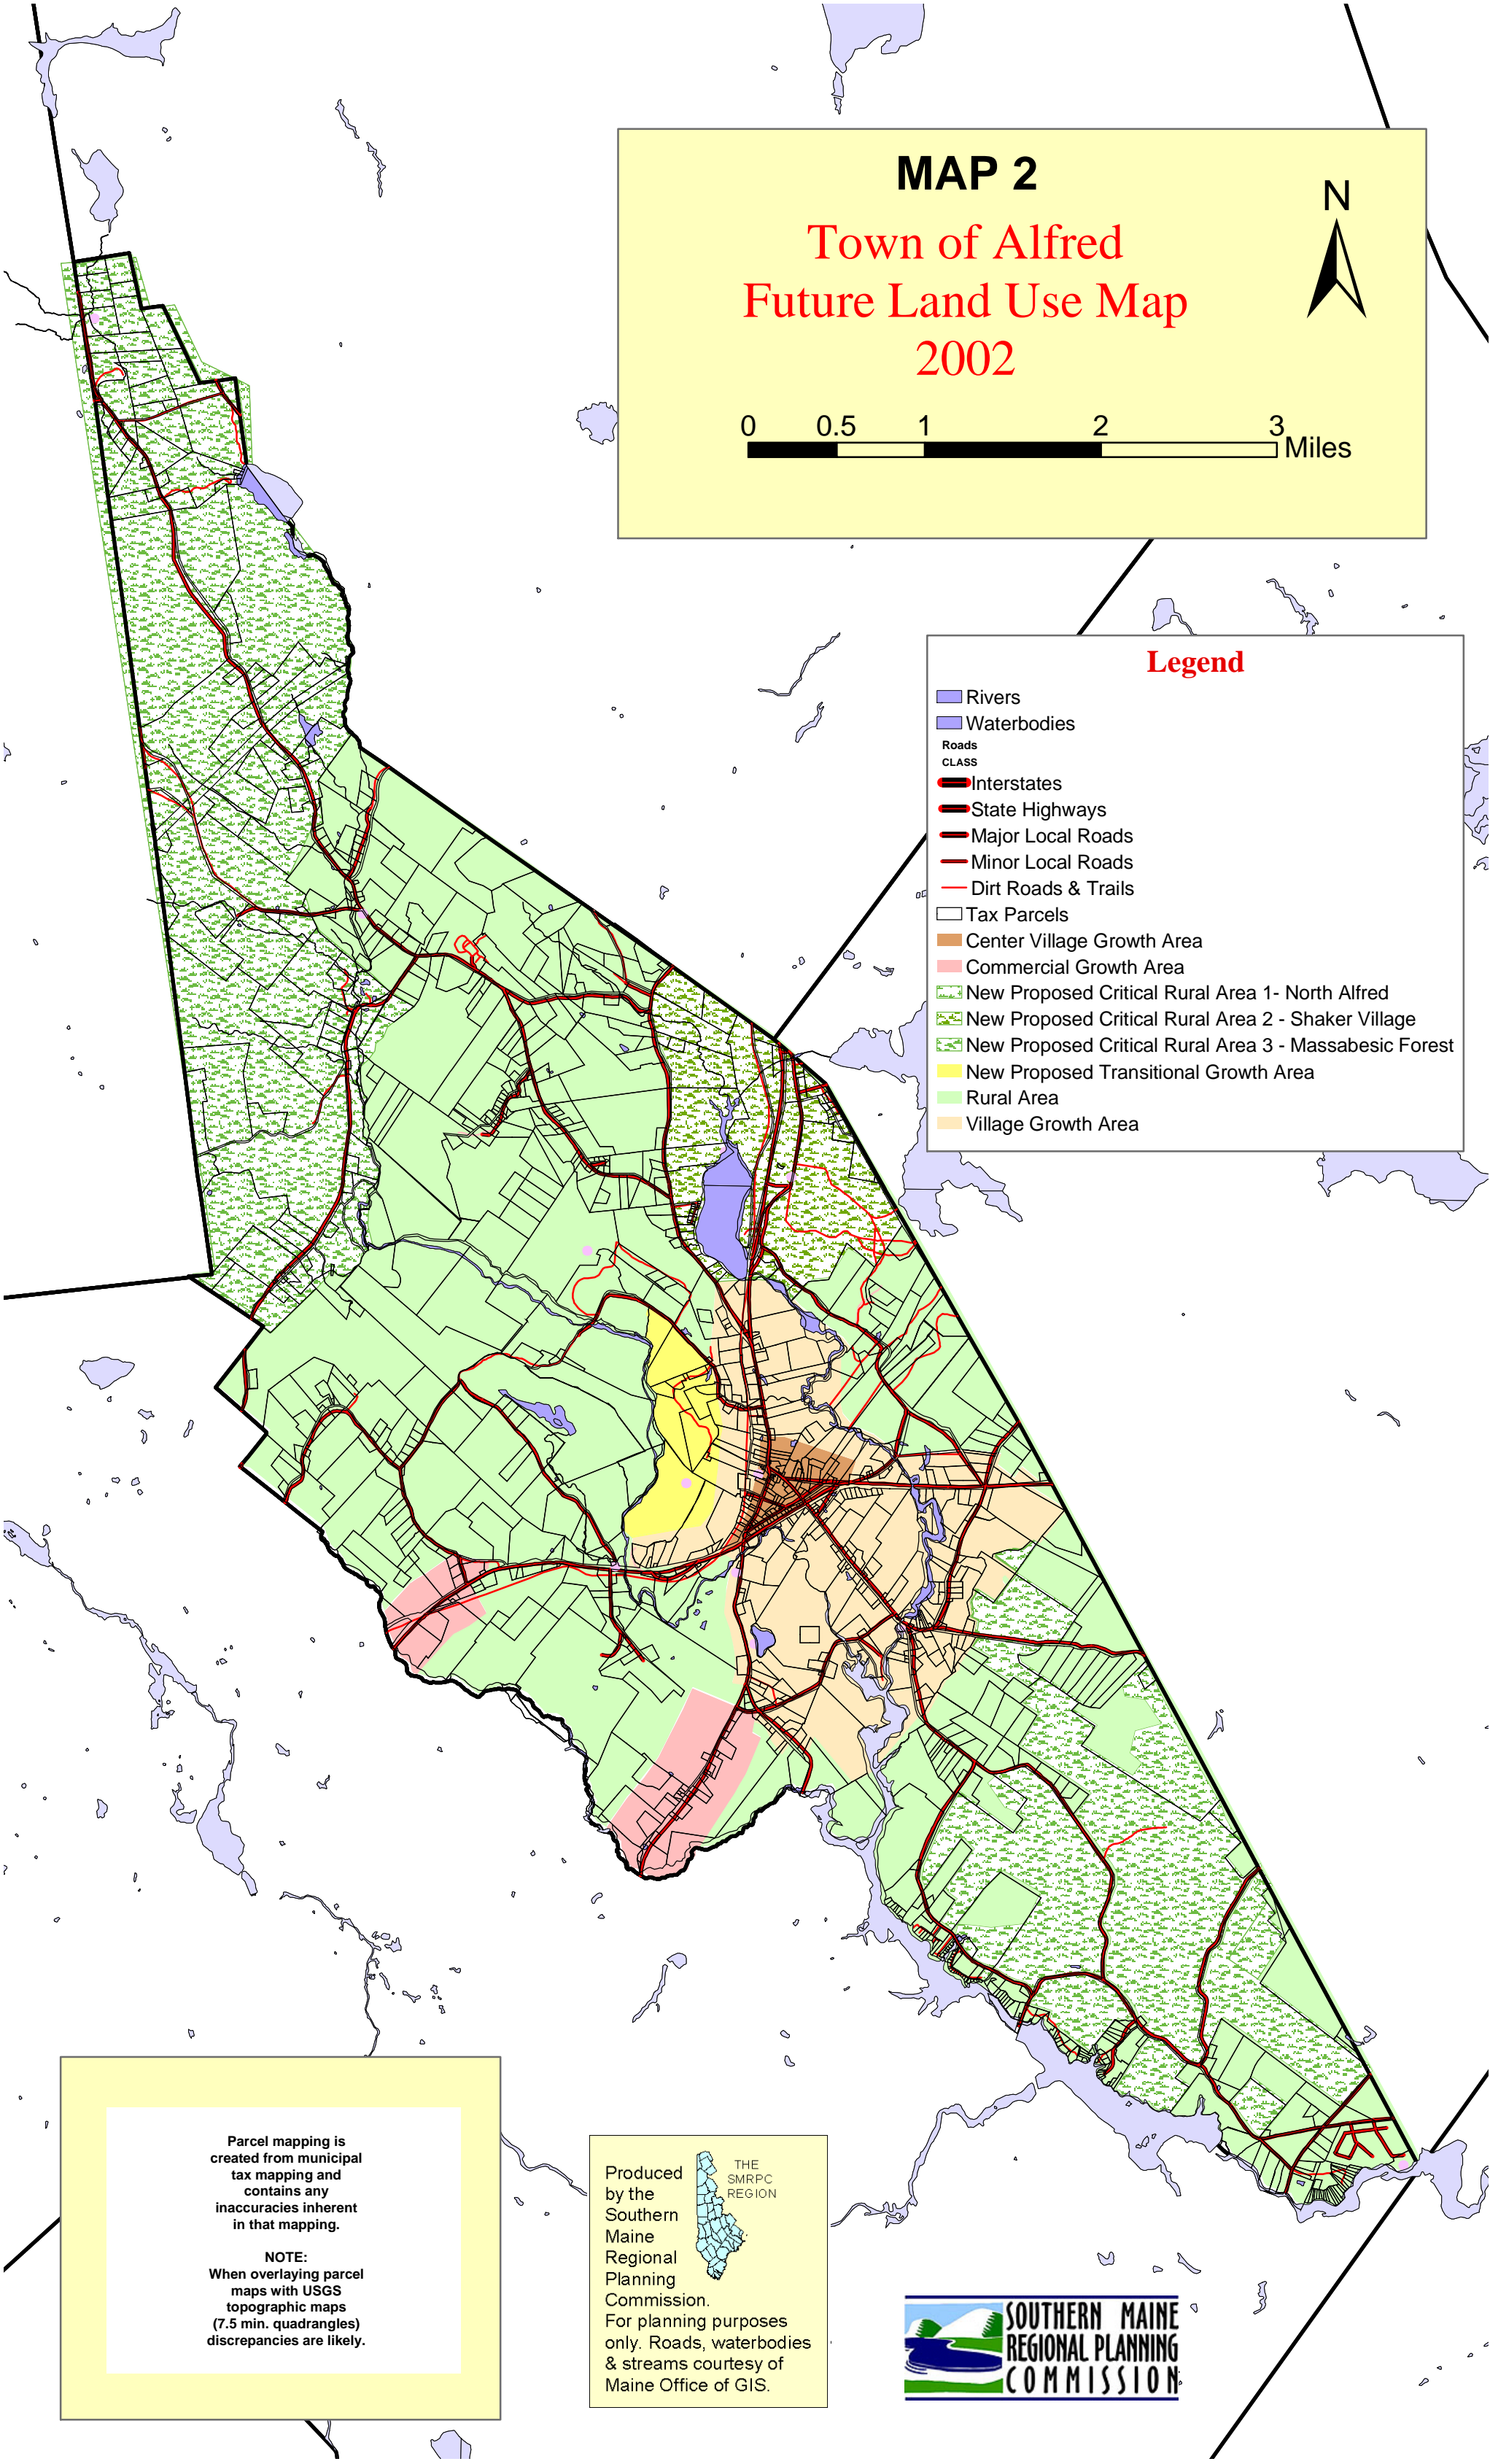 MAP 2
Town of Alfred
Future Land Use Map
2002
N
0 0.5 1 2 3 Miles
Legend
Rivers
Waterbodies
Roads
CLASS
Interstates
State Highways
Major Local Roads
Minor Local Roads
Dirt Roads & Trails
Tax Parcels
Center Village Growth Area
Commercial Growth Area
New Proposed Critical Rural Area 1- North Alfred
New Proposed Critical Rural Area 2 - Shaker Village
New Proposed Critical Rural Area 3 - Massabesic Forest
New Proposed Transitional Growth Area
Rural Area
Village Growth Area
Parcel mapping is
created from municipal
tax mapping and
contains any
inaccuracies inherent
in that mapping.
NOTE:
When overlaying parcel
maps with USGS
topographic maps
(7.5 min. quadrangles)
discrepancies are likely.
Produced
by the
Southern
Maine
Regional
Planning
Commission.
For planning purposes
only. Roads, waterbodies
& streams courtesy of
Maine Office of GIS.
THE
SMRPC
REGION
SOUTHERN MAINE
REGIONAL PLANNING
COMMISSION